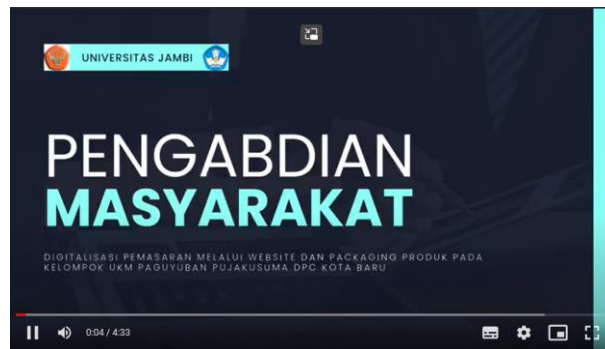 UNIVERSITAS JAMBI
PENGABDIAN
MASYARAKAT
DIGITALISASI PEMASARAN MELALUI WEBSITE DAN PACKAGING PRODUK PADA
KELOMPOK UKM PAGUYUBAN PUJAKUSUMA DPC KOTA BARU
0:04 / 4:33